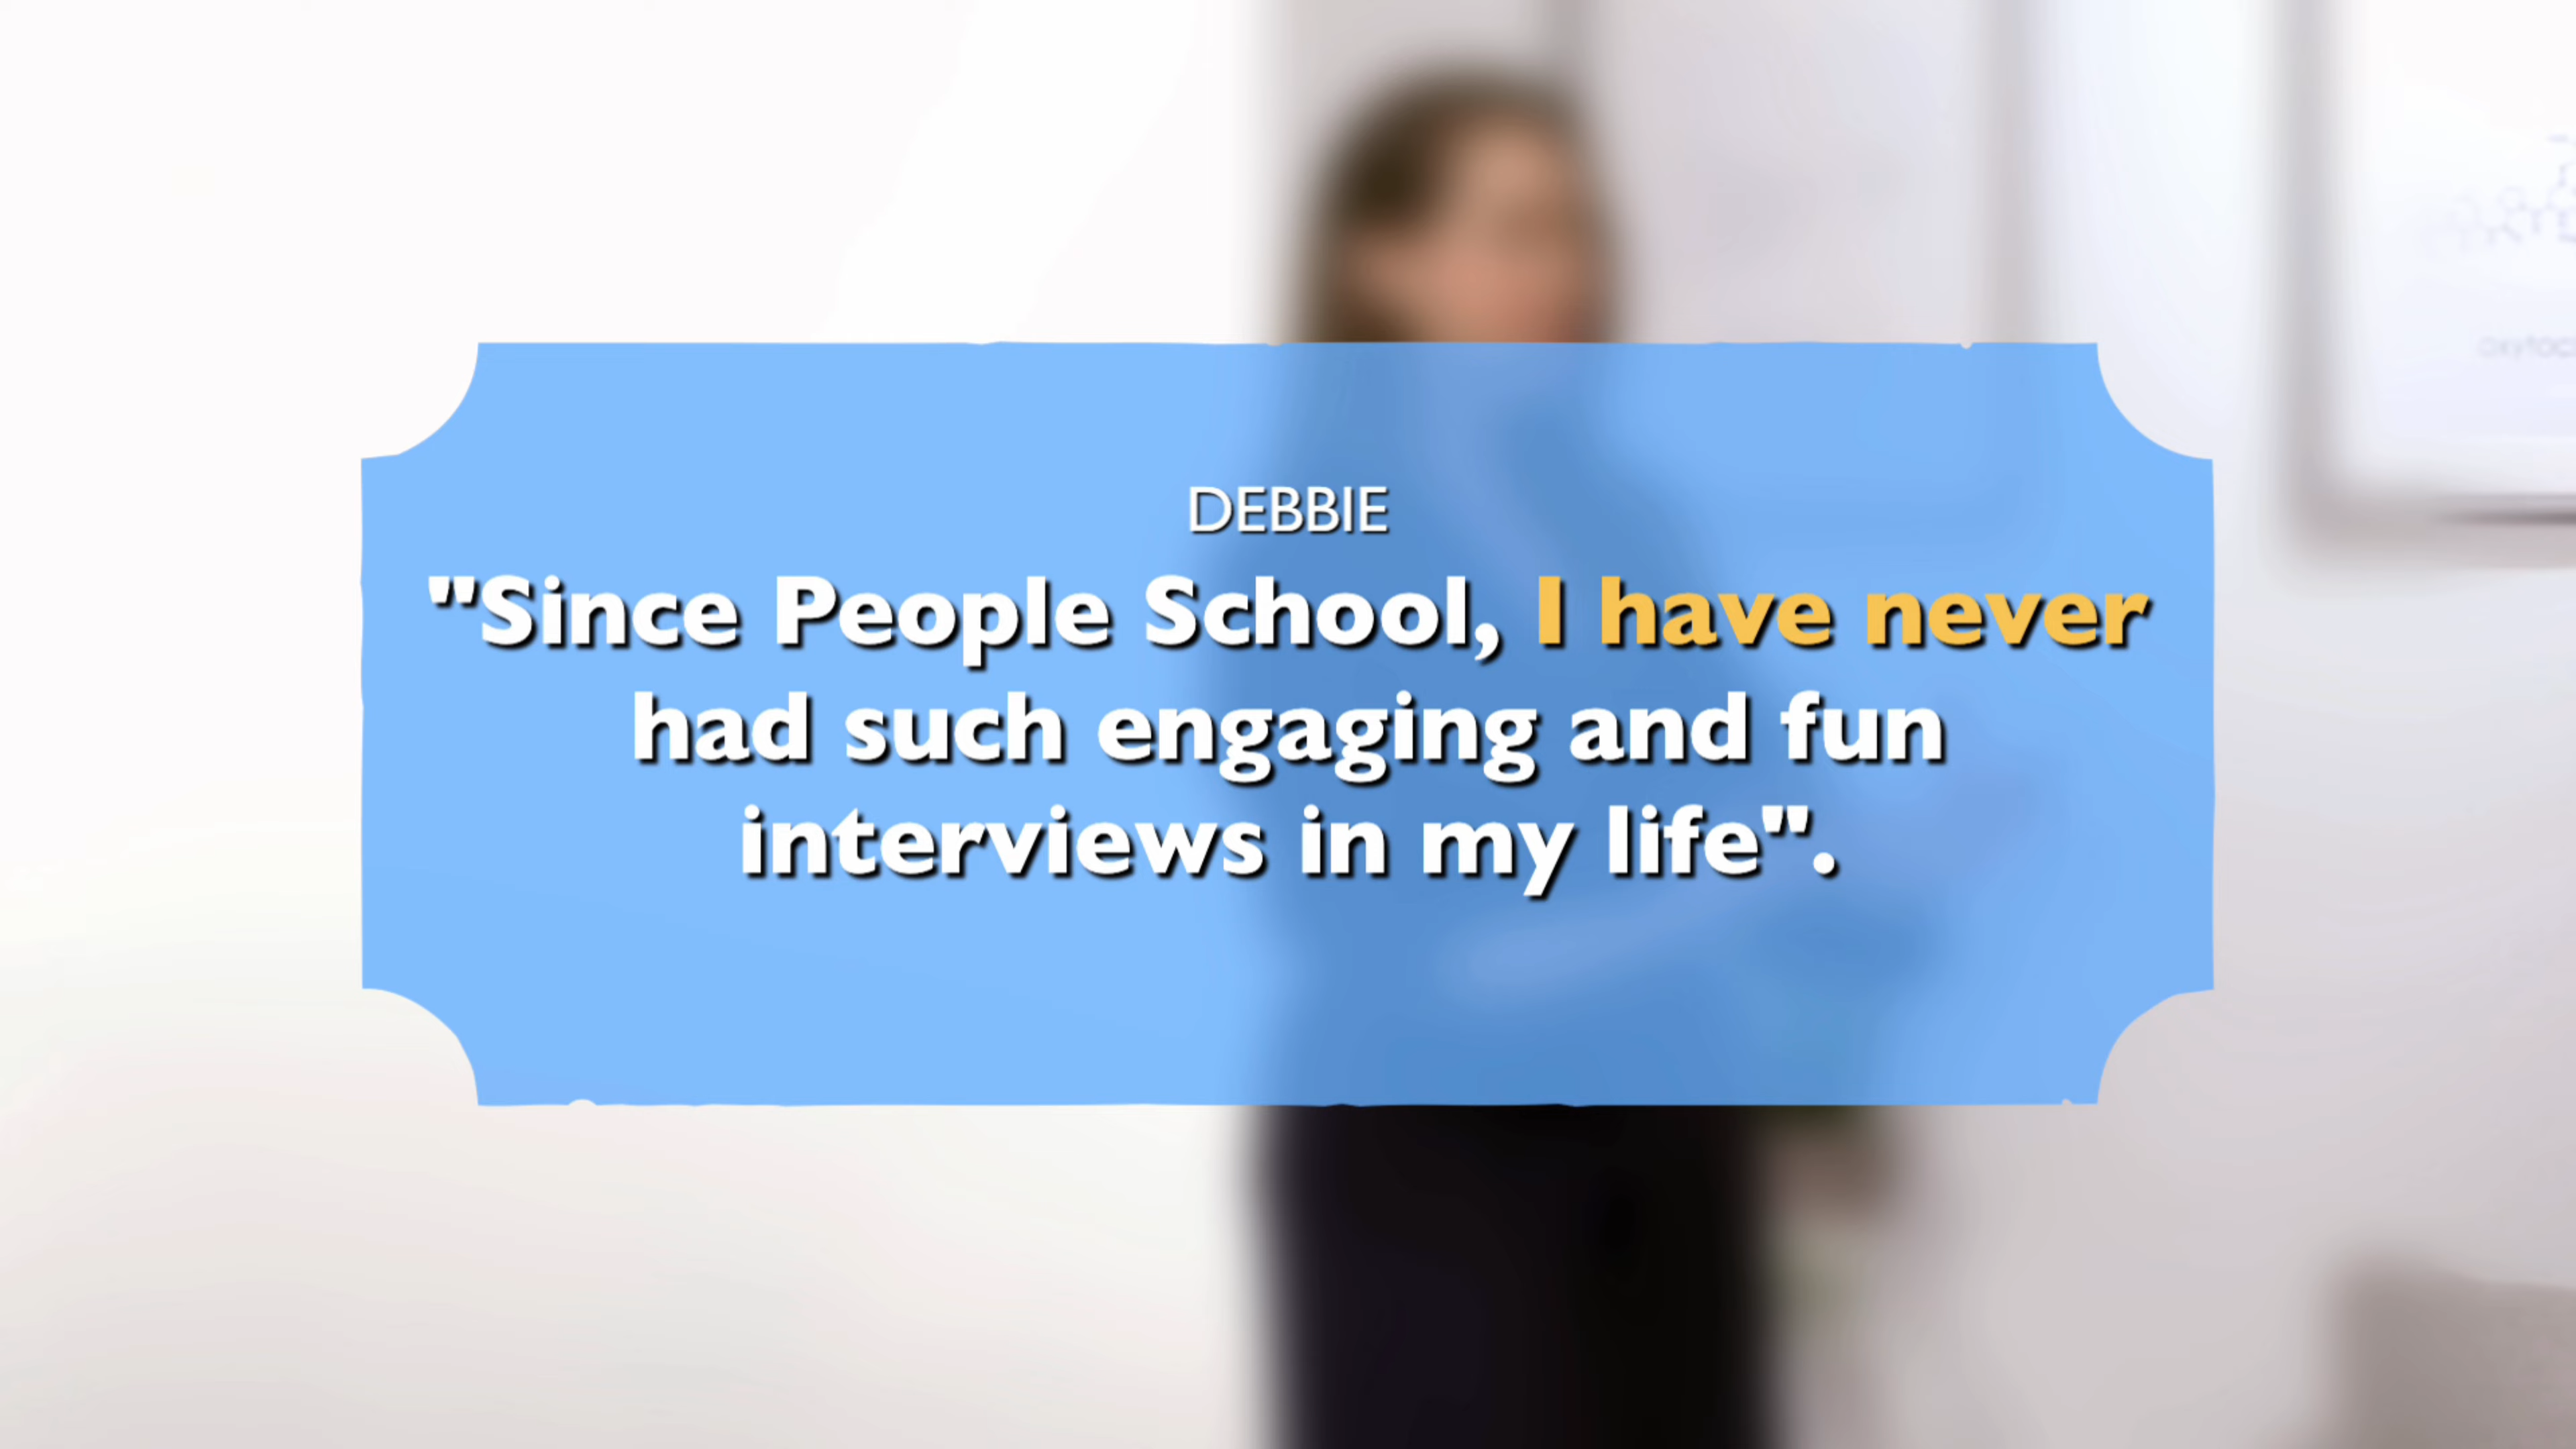 DEBBIE
"Since People School, I have never
had such engaging and fun
interviews in my life".